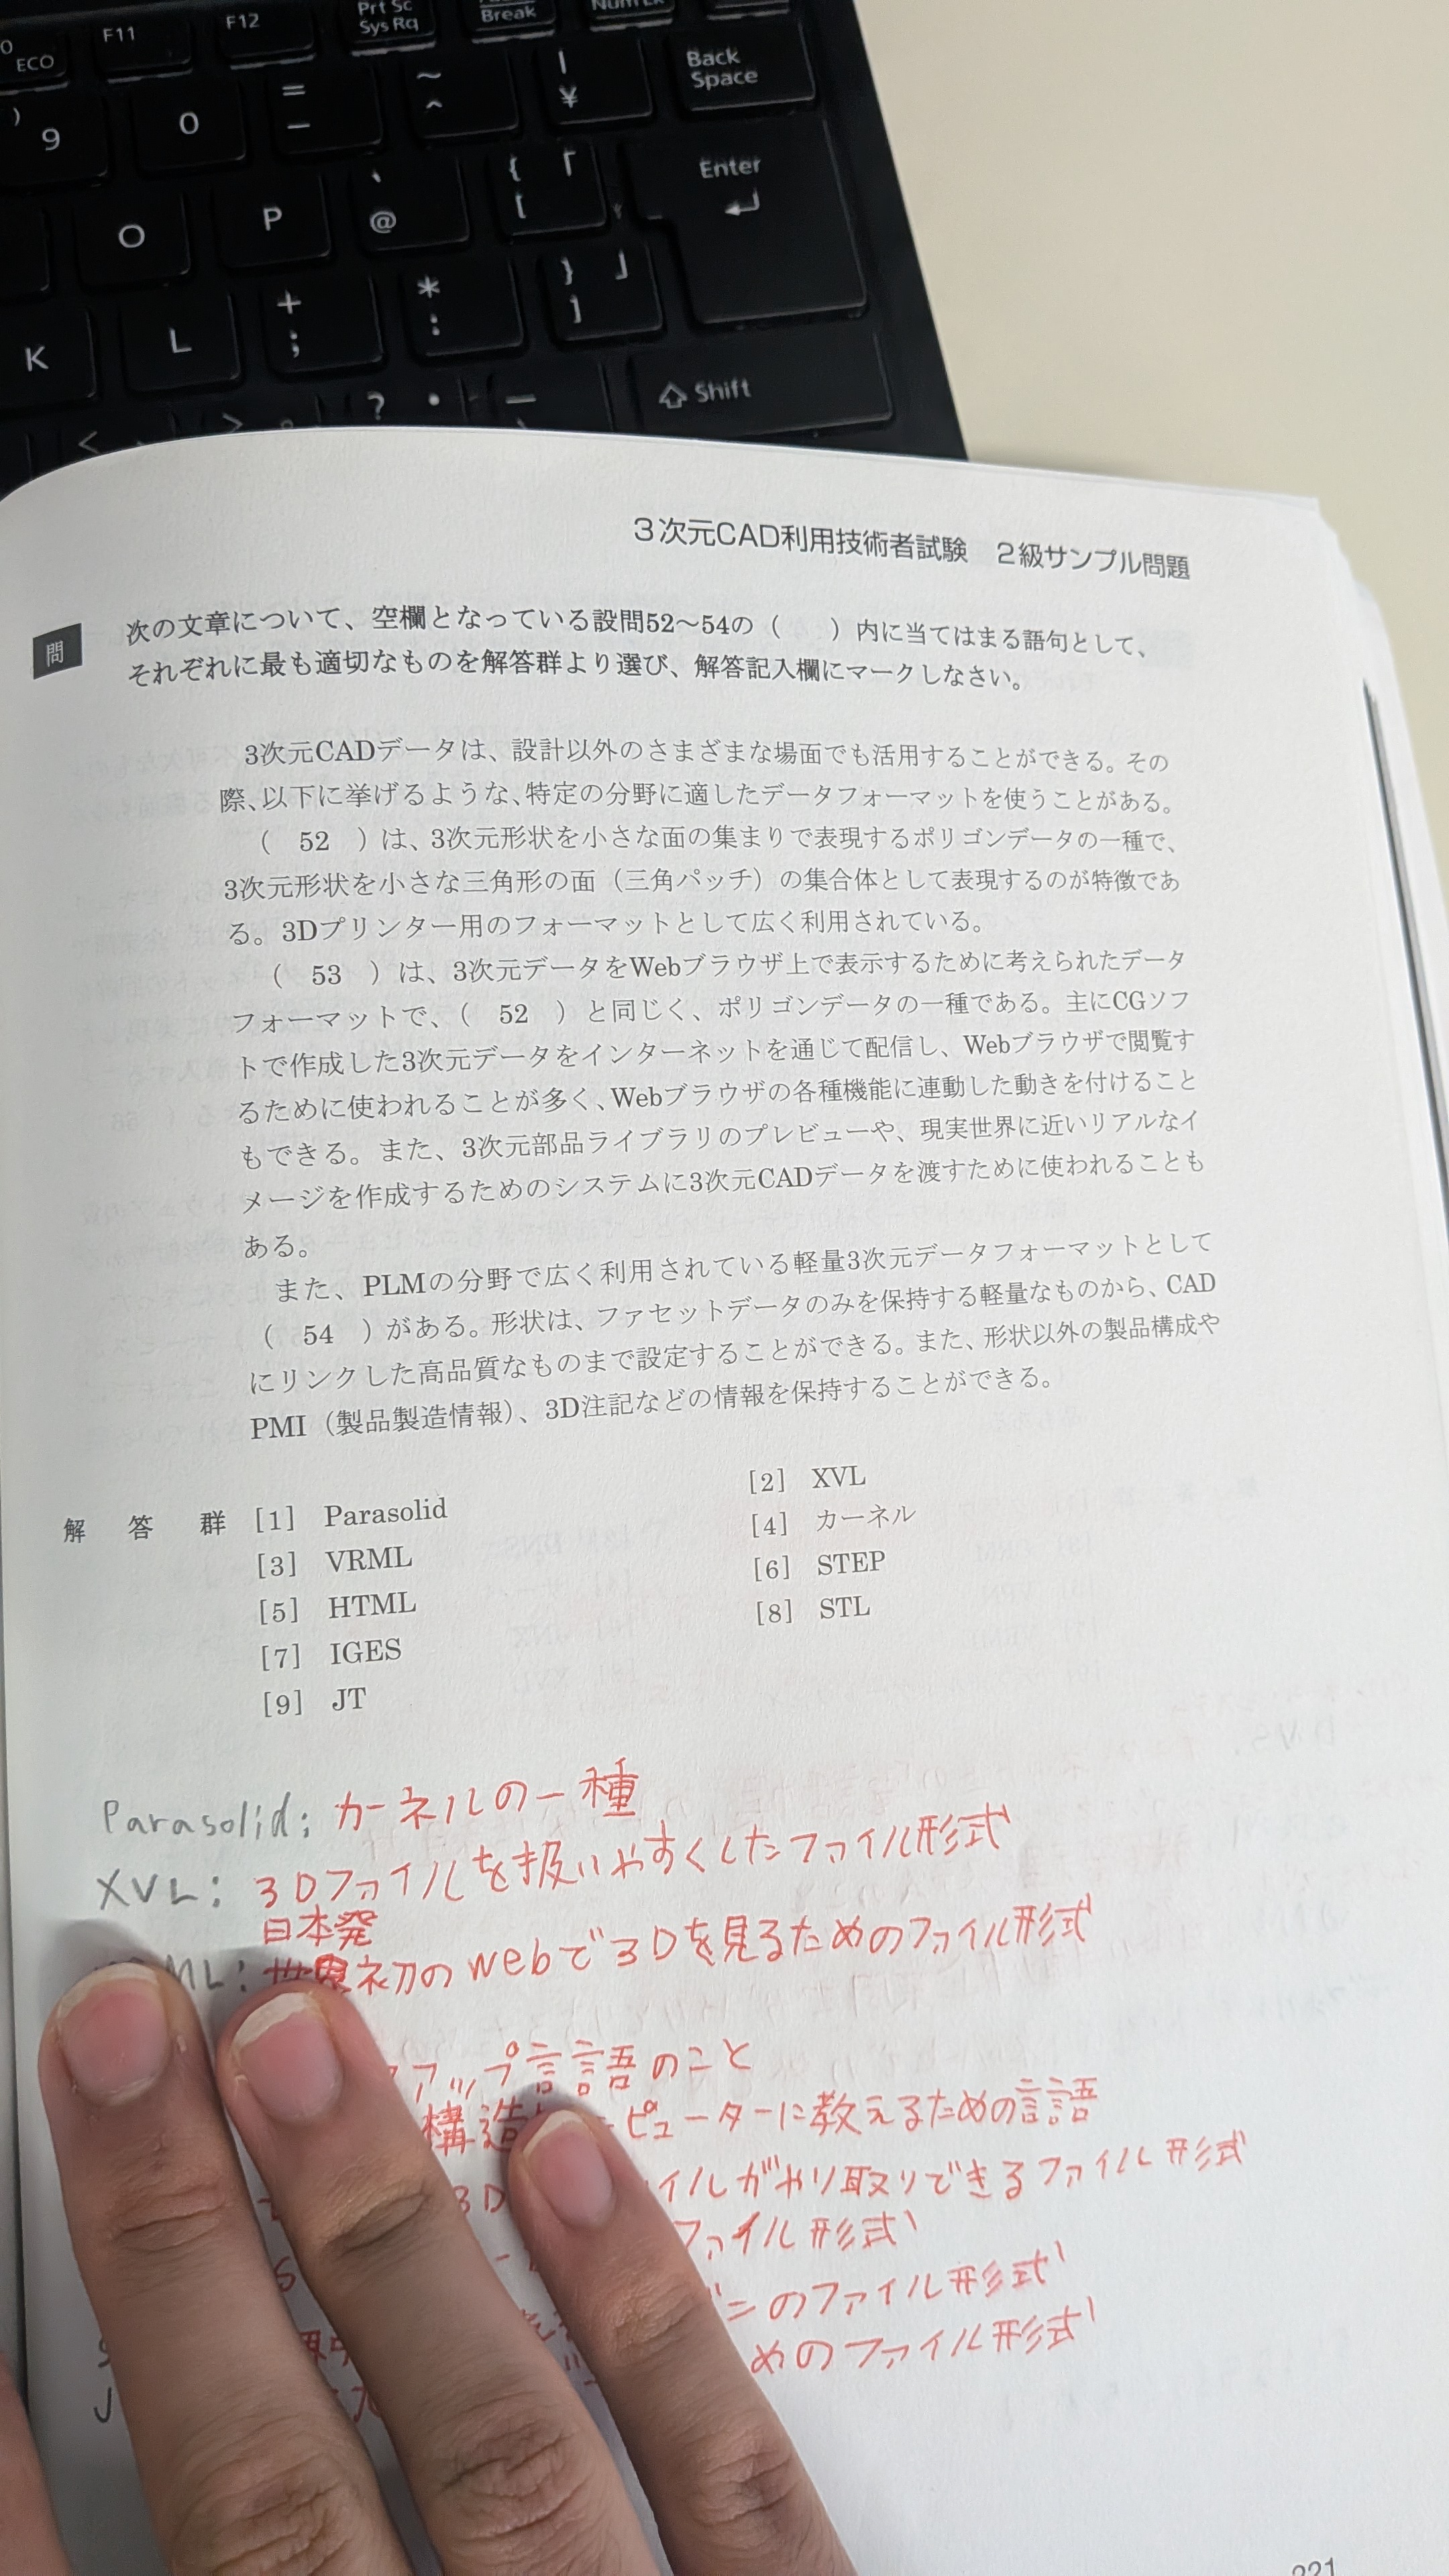 ECO
F11
F12
Prt Sc
Sys Rq
Break
) 9
0
= −
~ ^
| ¥
Back
Space
O
P
` @
{ 「
[
Enter
K
L
+ ;
* :
} 」
]
<
> 。
? ・
Shift
3次元CAD利用技術者試験 2級サンプル問題
問
次の文章について、空欄となっている設問52～54の（　）内に当てはまる語句として、
それぞれに最も適切なものを解答群より選び、解答記入欄にマークしなさい。
3次元CADデータは、設計以外のさまざまな場面でも活用することができる。その
際、以下に挙げるような、特定の分野に適したデータフォーマットを使うことがある。
（　52　）は、3次元形状を小さな面の集まりで表現するポリゴンデータの一種で、
3次元形状を小さな三角形の面（三角パッチ）の集合体として表現するのが特徴であ
る。3Dプリンター用のフォーマットとして広く利用されている。
（　53　）は、3次元データをWebブラウザ上で表示するために考えられたデータ
フォーマットで、（　52　）と同じく、ポリゴンデータの一種である。主にCGソフ
トで作成した3次元データをインターネットを通じて配信し、Webブラウザで閲覧す
るために使われることが多く、Webブラウザの各種機能に連動した動きを付けること
もできる。また、3次元部品ライブラリのプレビューや、現実世界に近いリアルなイ
メージを作成するためのシステムに3次元CADデータを渡すために使われることも
ある。
また、PLMの分野で広く利用されている軽量3次元データフォーマットとして
（　54　）がある。形状は、ファセットデータのみを保持する軽量なものから、CAD
にリンクした高品質なものまで設定することができる。また、形状以外の製品構成や
PMI（製品製造情報）、3D注記などの情報を保持することができる。
解答群 [1] Parasolid [2] XVL
[3] VRML [4] カーネル
[5] HTML [6] STEP
[7] IGES [8] STL
[9] JT
Parasolid: カーネルの一種
XVL: 3Dファイルを扱いやすくしたファイル形式
日本発
ML: 世界初のwebで3Dを見るためのファイル形式
アップ言語のこと
構造 ピューターに教えるための言語
3D イルがやり取りできるファイル形式
ファイル形式
のファイル形式
めのファイル形式
J
221